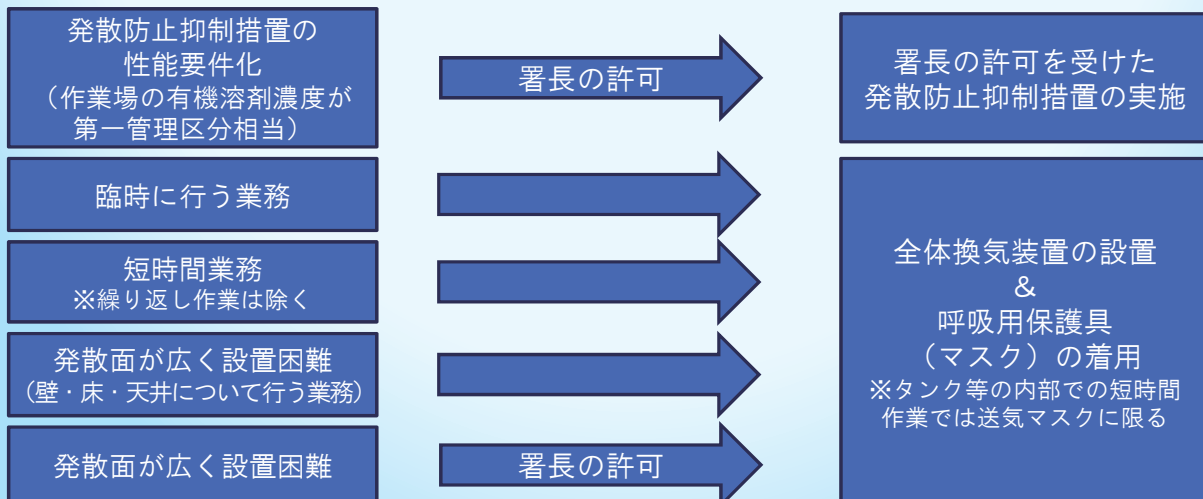 発散防止抑制措置の
性能要件化
（作業場の有機溶剤濃度が
第一管理区分相当）
署長の許可
署長の許可を受けた
発散防止抑制措置の実施
臨時に行う業務
短時間業務
※繰り返し作業は除く
発散面が広く設置困難
（壁・床・天井について行う業務）
発散面が広く設置困難
署長の許可
全体換気装置の設置
＆
呼吸用保護具
（マスク）の着用
※タンク等の内部での短時間
作業では送気マスクに限る